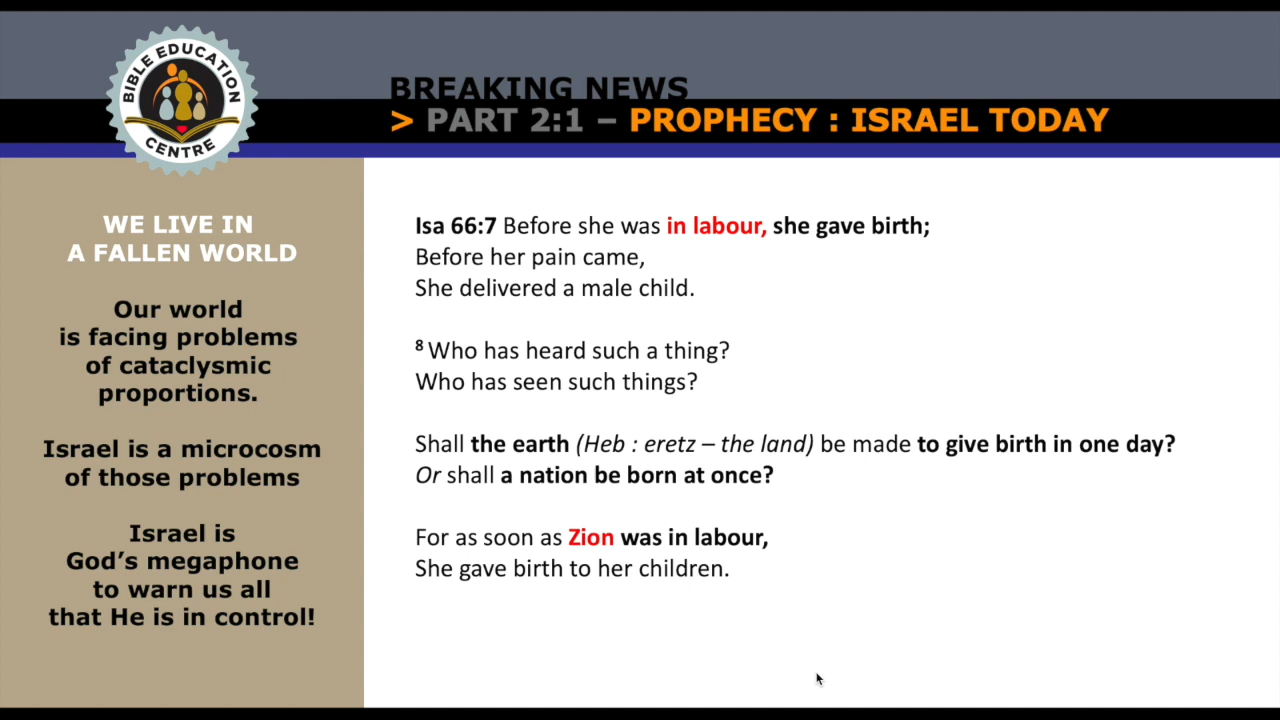 BIBLE EDUCATION
CENTRE
BREAKING NEWS
> PART 2:1 – PROPHECY : ISRAEL TODAY
WE LIVE IN
A FALLEN WORLD
Our world
is facing problems
of cataclysmic
proportions.
Israel is a microcosm
of those problems
Israel is
God’s megaphone
to warn us all
that He is in control!
Isa 66:7 Before she was in labour, she gave birth;
Before her pain came,
She delivered a male child.
8 Who has heard such a thing?
Who has seen such things?
Shall the earth (Heb : eretz – the land) be made to give birth in one day?
Or shall a nation be born at once?
For as soon as Zion was in labour,
She gave birth to her children.